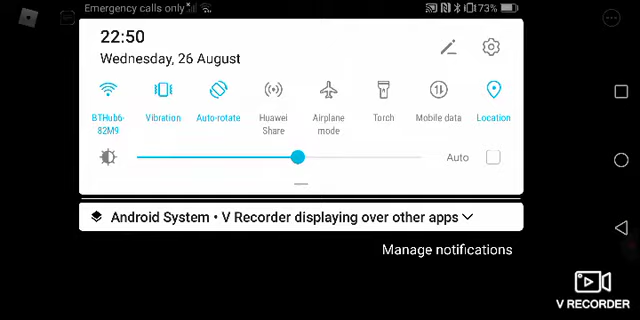 Emergency calls only
73%
22:50
Wednesday, 26 August
BTHub6-
82M9
Vibration
Auto-rotate
Huawei
Share
Airplane
mode
Torch
Mobile data
Location
Auto
Android System • V Recorder displaying over other apps
Manage notifications
V RECORDER